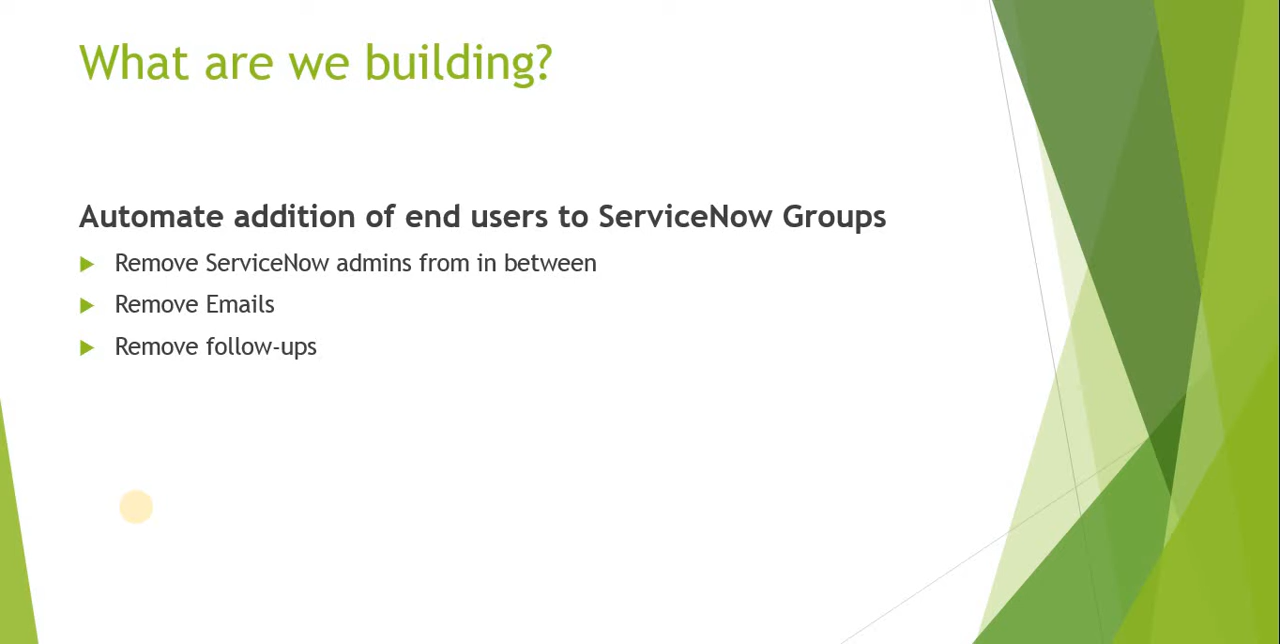 What are we building?
Automate addition of end users to ServiceNow Groups
Remove ServiceNow admins from in between
Remove Emails
Remove follow-ups